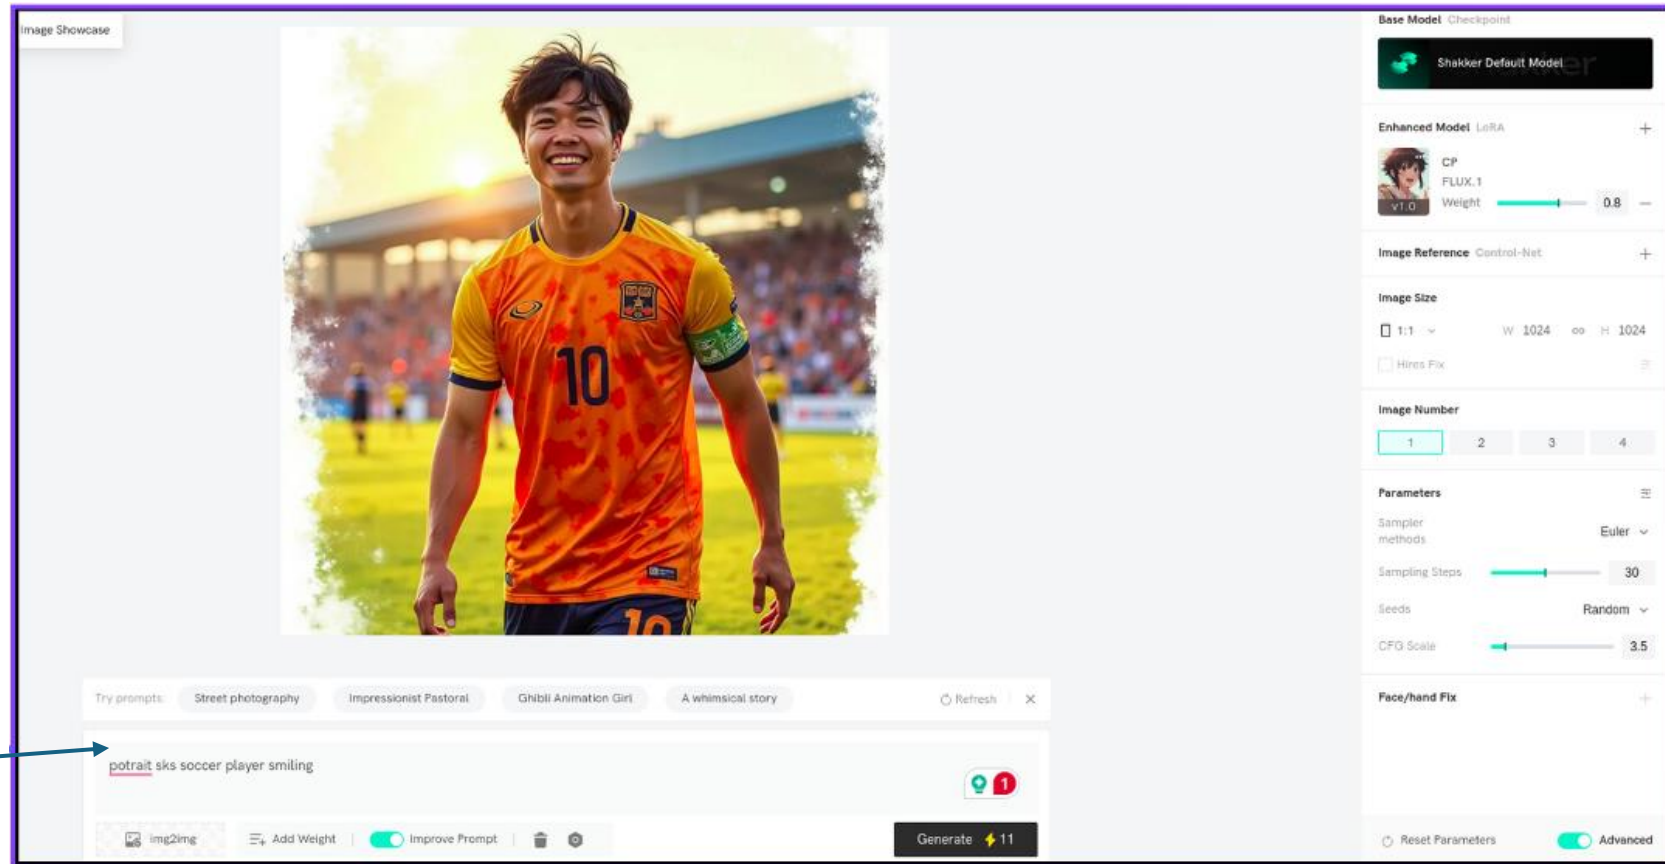 Image Showcase
10
10
Try prompts:
Street photography
Impressionist Pastoral
Ghibli Animation Girl
A whimsical story
Refresh
potrait sks soccer player smiling
1
img2img
Add Weight
Improve Prompt
Generate 11
Base Model Checkpoint
Shakker Default Model
Enhanced Model LoRA
CP
FLUX.1
v1.0
Weight 0.8
Image Reference Control-Net
Image Size
1:1 W 1024 H 1024
Hires Fix
Image Number
1 2 3 4
Parameters
Sampler
methods
Euler
Sampling Steps 30
Seeds Random
CFG Scale 3.5
Face/hand Fix
Reset Parameters Advanced